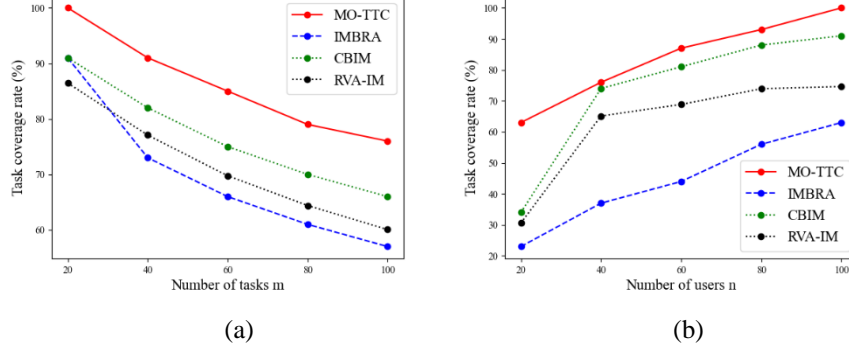 100
90
80
70
60
Task coverage rate (%)
MO-TTC
IMBRA
CBIM
RVA-IM
20
40
60
80
100
Number of tasks m
(a)
100
90
80
70
60
50
40
30
20
Task coverage rate (%)
MO-TTC
IMBRA
CBIM
RVA-IM
20
40
60
80
100
Number of users n
(b)